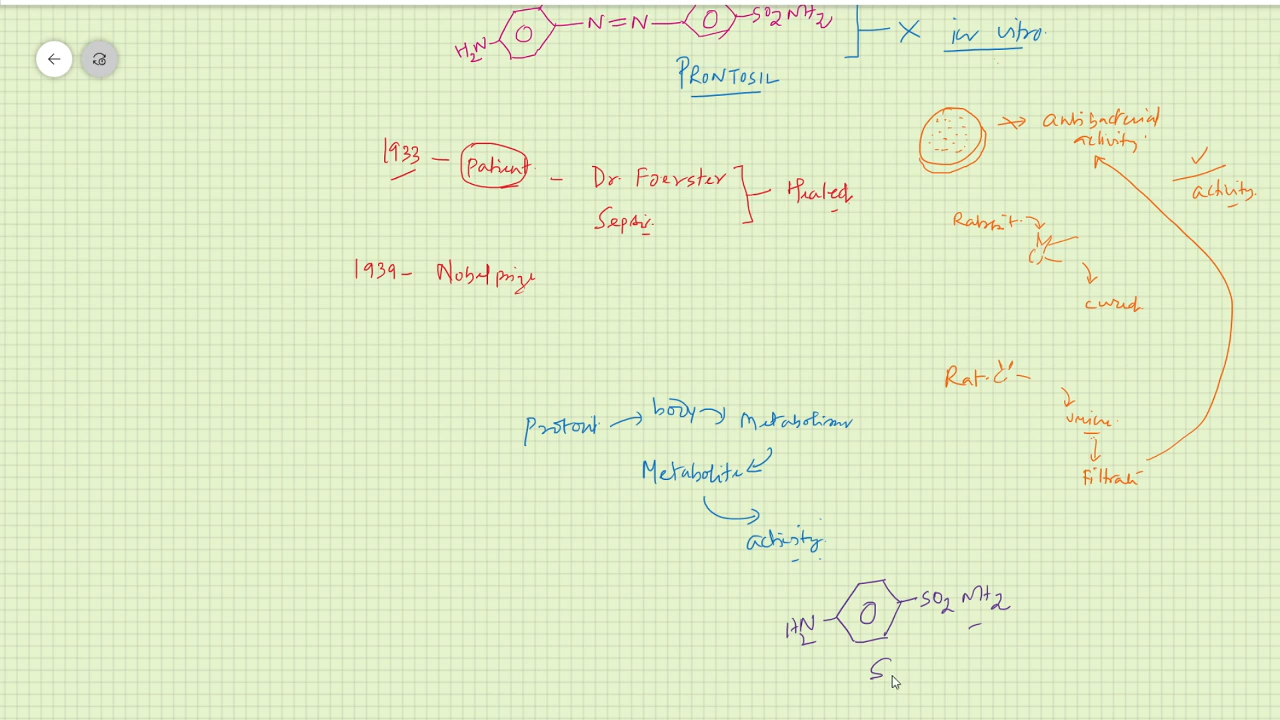 H2N N=N SO2NH2
X in vitro.
PRONTOSIL
antibacterial
activity.
1933 - Patient - Dr. Foerster
Healed
Sepsis.
activity.
Rabbit.
1939 - Nobel prize
cured
Rat.
body
Metabolism
urine.
Metabolite
Filtrate
activity.
H2N SO2NH2
S